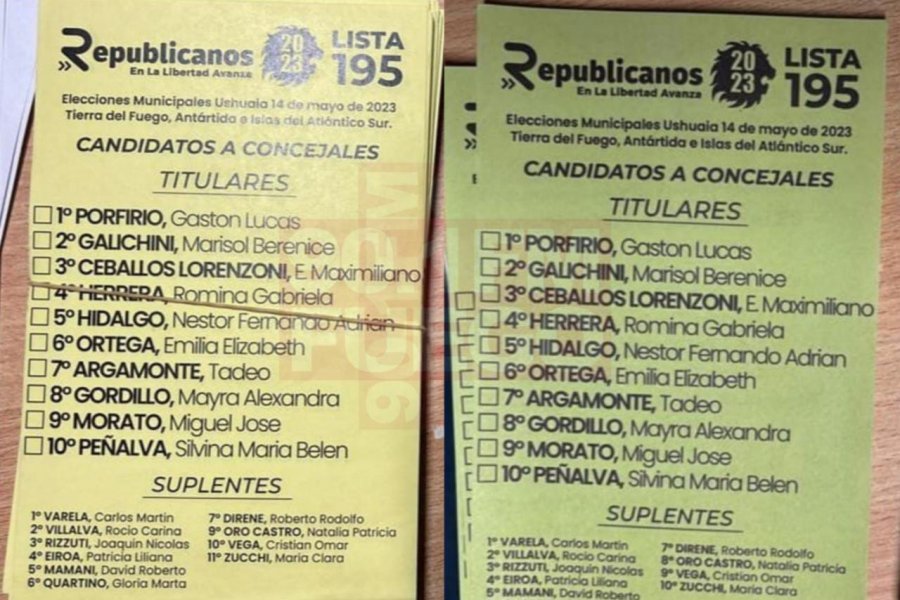 Republicanos
En La Libertad Avanza
2023
LISTA
195
Elecciones Municipales Ushuaia 14 de mayo de 2023
Tierra del Fuego, Antártida e Islas del Atlántico Sur.
CANDIDATOS A CONCEJALES
TITULARES
1º PORFIRIO, Gaston Lucas
2º GALICHINI, Marisol Berenice
3º CEBALLOS LORENZONI, E. Maximiliano
4º HERRERA, Romina Gabriela
5º HIDALGO, Nestor Fernando Adrian
6º ORTEGA, Emilia Elizabeth
7º ARGAMONTE, Tadeo
8º GORDILLO, Mayra Alexandra
9º MORATO, Miguel Jose
10º PEÑALVA, Silvina Maria Belen
SUPLENTES
1º VARELA, Carlos Martin
2º VILLALVA, Rocio Carina
3º RIZZUTI, Joaquin Nicolas
4º EIROA, Patricia Liliana
5º MAMANI, David Roberto
6º QUARTINO, Gloria Marta
7º DIRENE, Roberto Rodolfo
9º ORO CASTRO, Natalia Patricia
10º VEGA, Cristian Omar
11º ZUCCHI, Maria Clara
Republicanos
En La Libertad Avanza
2023
LISTA
195
Elecciones Municipales Ushuaia 14 de mayo de 2023
Tierra del Fuego, Antártida e Islas del Atlántico Sur.
CANDIDATOS A CONCEJALES
TITULARES
1º PORFIRIO, Gaston Lucas
2º GALICHINI, Marisol Berenice
3º CEBALLOS LORENZONI, E. Maximiliano
4º HERRERA, Romina Gabriela
5º HIDALGO, Nestor Fernando Adrian
6º ORTEGA, Emilia Elizabeth
7º ARGAMONTE, Tadeo
8º GORDILLO, Mayra Alexandra
9º MORATO, Miguel Jose
10º PEÑALVA, Silvina Maria Belen
SUPLENTES
1º VARELA, Carlos Martin
2º VILLALVA, Rocio Carina
3º RIZZUTI, Joaquin Nicolas
4º EIROA, Patricia Liliana
5º MAMANI, David Roberto
7º DIRENE, Roberto Rodolfo
8º ORO CASTRO, Natalia Patricia
9º VEGA, Cristian Omar
10º ZUCCHI, Maria Clara